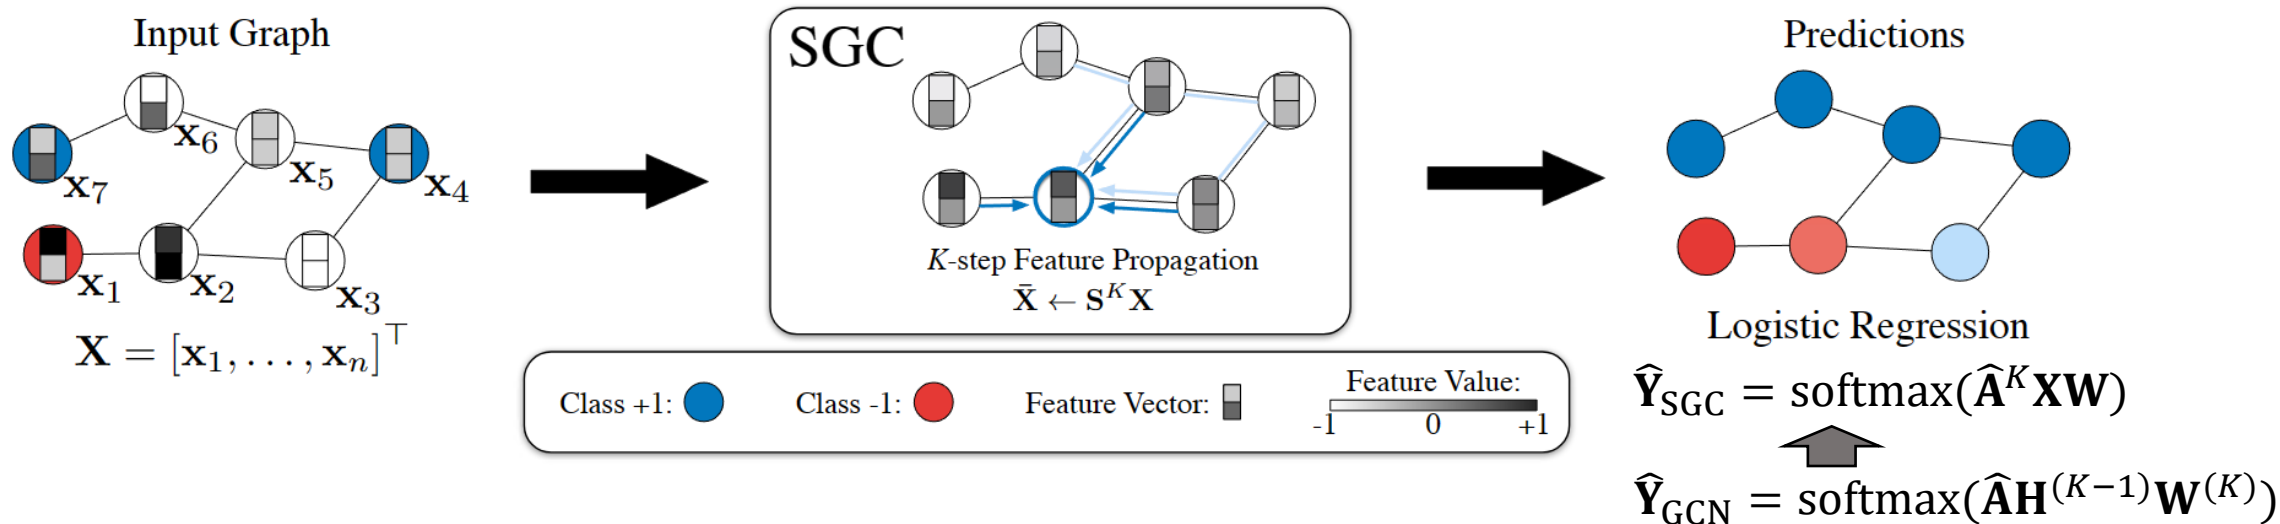 Input Graph
x₆
x₅
x₇
x₄
x₁
x₂
x₃
X = [x₁, . . . , xₙ]^⊤
SGC
K-step Feature Propagation
X̄ ← S^K X
Predictions
Logistic Regression
Class +1:
Class -1:
Feature Vector:
Feature Value:
-1 0 +1
Ŷ_SGC = softmax(Â^K XW)
Ŷ_GCN = softmax(ÂH^(K−1) W^(K))